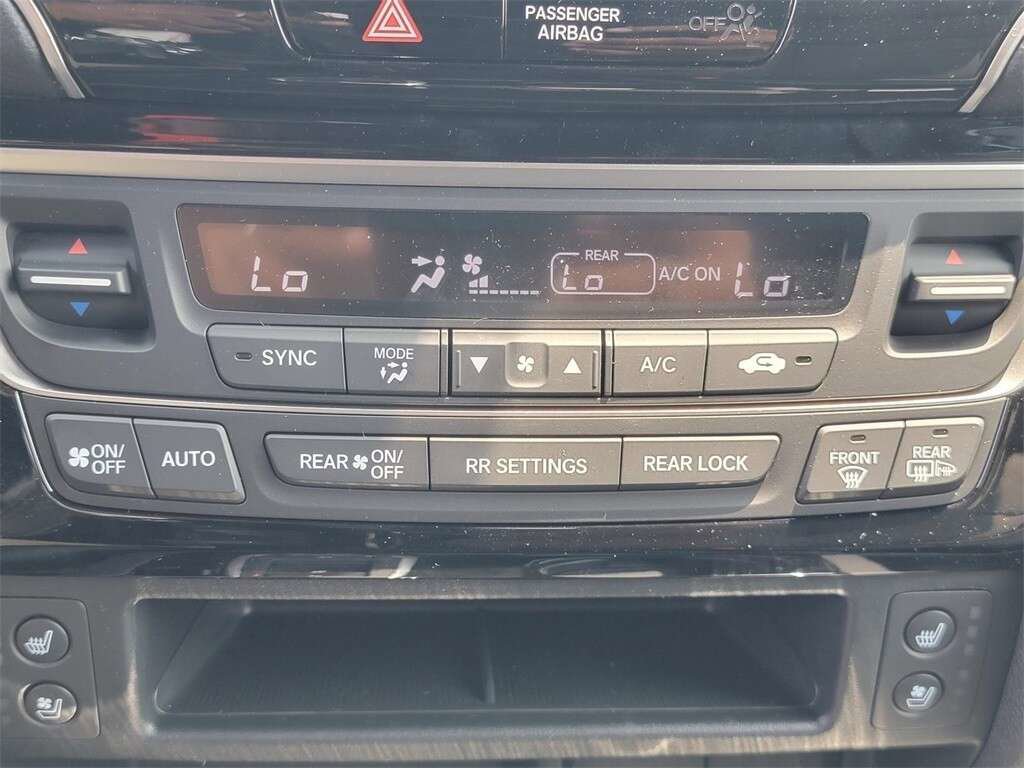 PASSENGER
AIRBAG
OFF
Lo
REAR
Lo
A/C ON
Lo
SYNC
MODE
A/C
ON/
OFF
AUTO
REAR ON/
OFF
RR SETTINGS
REAR LOCK
FRONT
REAR